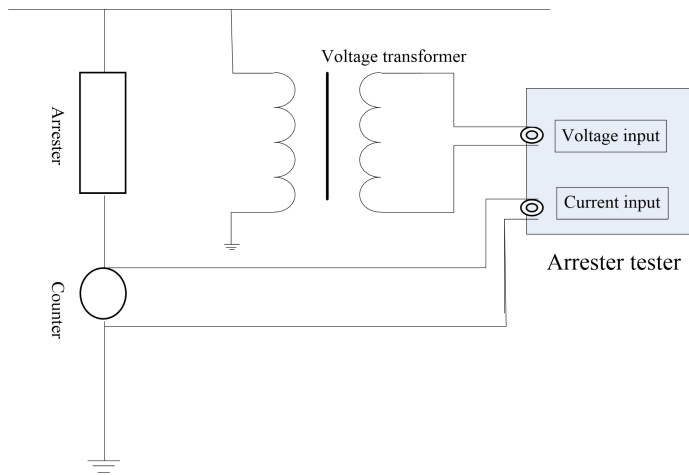 Voltage transformer
Arrester
Voltage input
Current input
Arrester tester
Counter